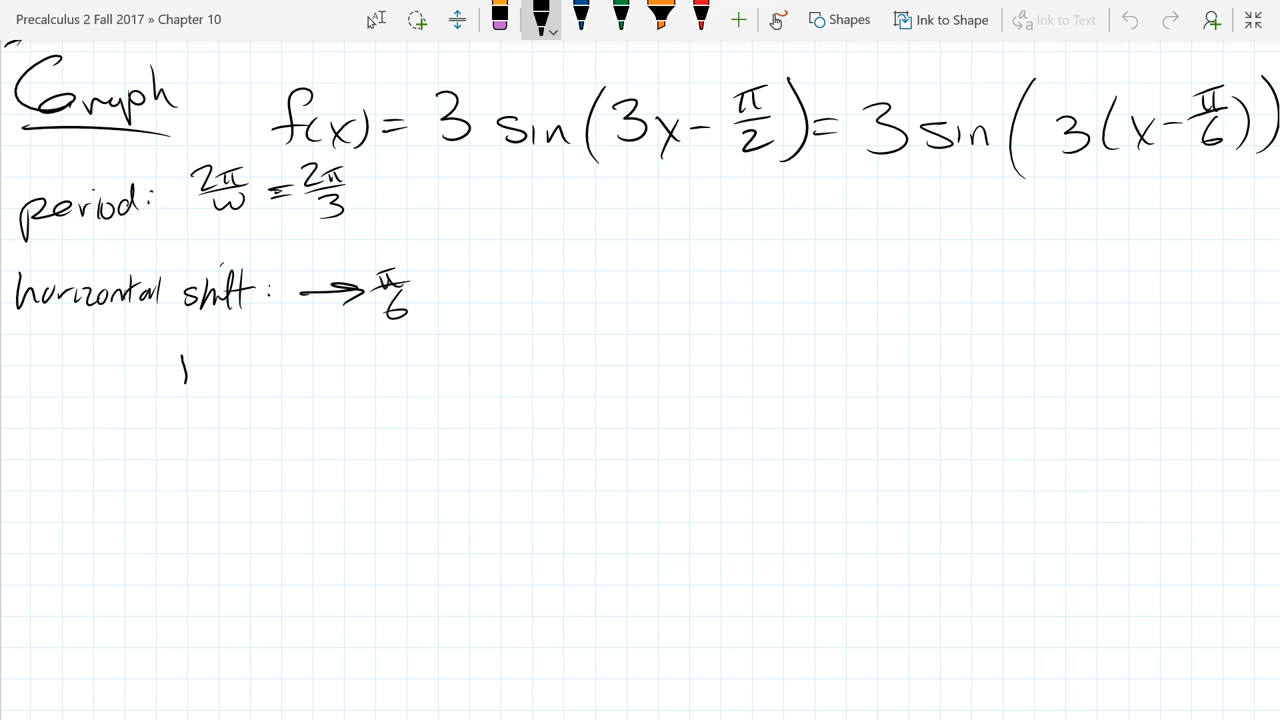 Precalculus 2 Fall 2017 » Chapter 10
Shapes
Ink to Shape
Ink to Text
Graph f(x) = 3 sin(3x - π/2) = 3 sin(3(x - π/6))
period: 2π/ω = 2π/3
horizontal shift: → π/6